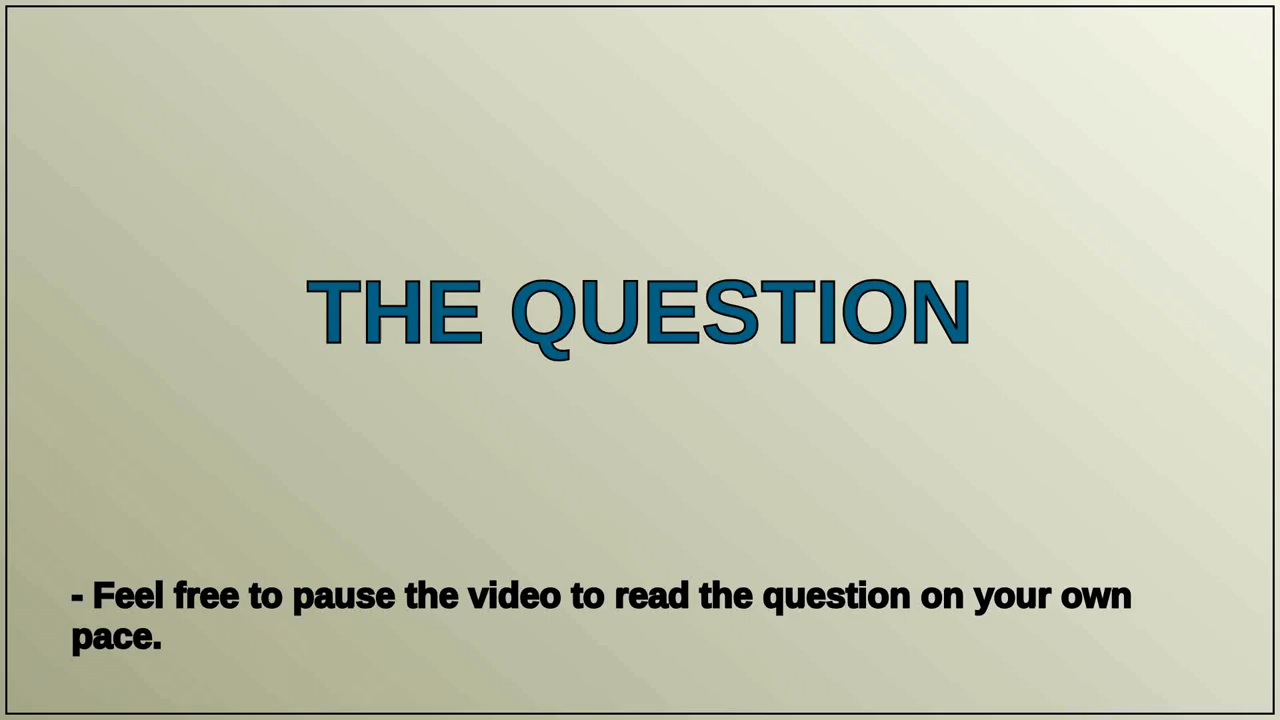 THE QUESTION
- Feel free to pause the video to read the question on your own
pace.